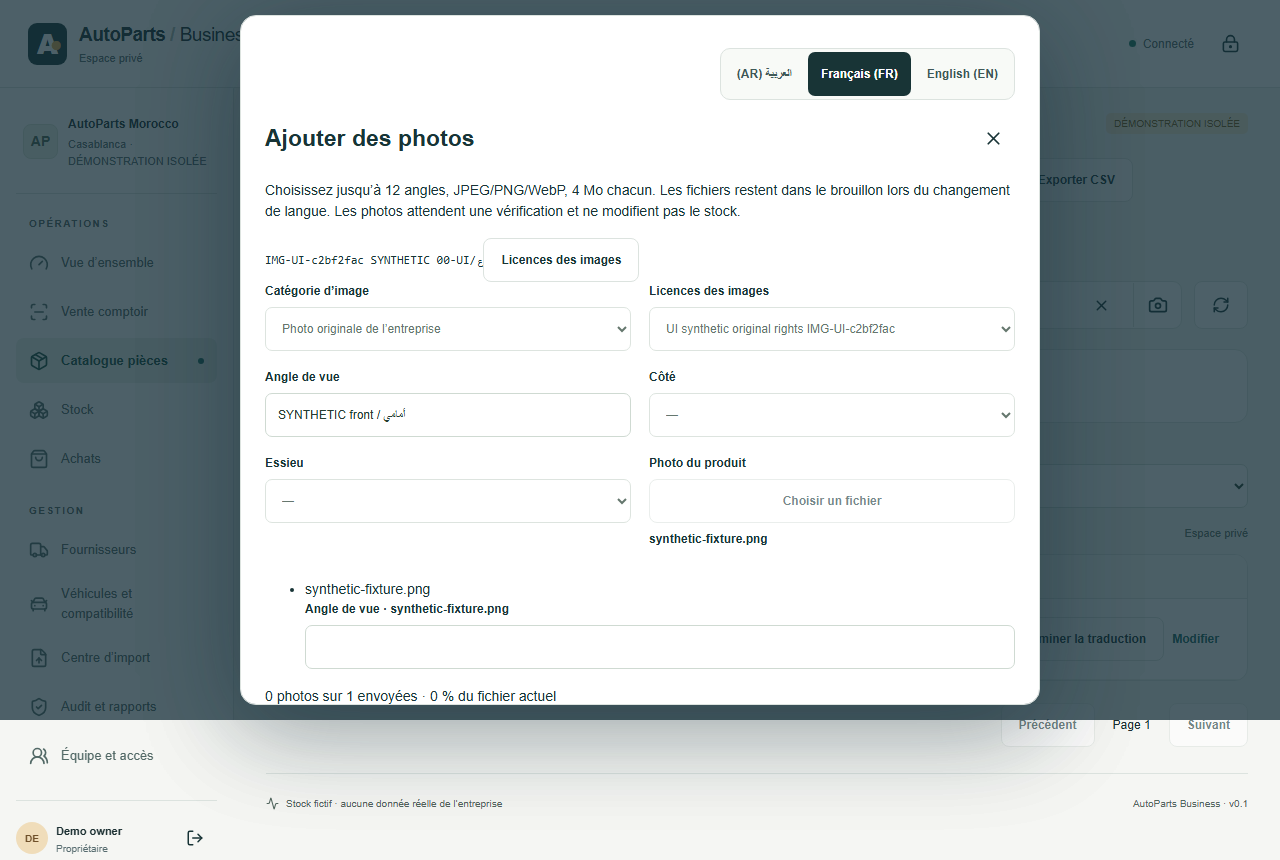 AutoParts / Busines
Espace privé
Connecté
AP
AutoParts Morocco
Casablanca ·
DÉMONSTRATION ISOLÉE
OPÉRATIONS
Vue d'ensemble
Vente comptoir
Catalogue pièces
Stock
Achats
GESTION
Fournisseurs
Véhicules et
compatibilité
Centre d'import
Audit et rapports
Équipe et accès
DE
Demo owner
Propriétaire
العربية (AR)
Français (FR)
English (EN)
Ajouter des photos
Choisissez jusqu'à 12 angles, JPEG/PNG/WebP, 4 Mo chacun. Les fichiers restent dans le brouillon lors du changement
de langue. Les photos attendent une vérification et ne modifient pas le stock.
IMG-UI-c2bf2fac SYNTHETIC 00-UI/ع
Licences des images
Catégorie d'image
Licences des images
Photo originale de l'entreprise
UI synthetic original rights IMG-UI-c2bf2fac
Angle de vue
Côté
SYNTHETIC front / أمامي
—
Essieu
Photo du produit
—
Choisir un fichier
synthetic-fixture.png
• synthetic-fixture.png
Angle de vue · synthetic-fixture.png
0 photos sur 1 envoyées · 0 % du fichier actuel
DÉMONSTRATION ISOLÉE
Exporter CSV
Espace privé
miner la traduction
Modifier
Précédent
Page 1
Suivant
Stock fictif · aucune donnée réelle de l'entreprise
AutoParts Business · v0.1